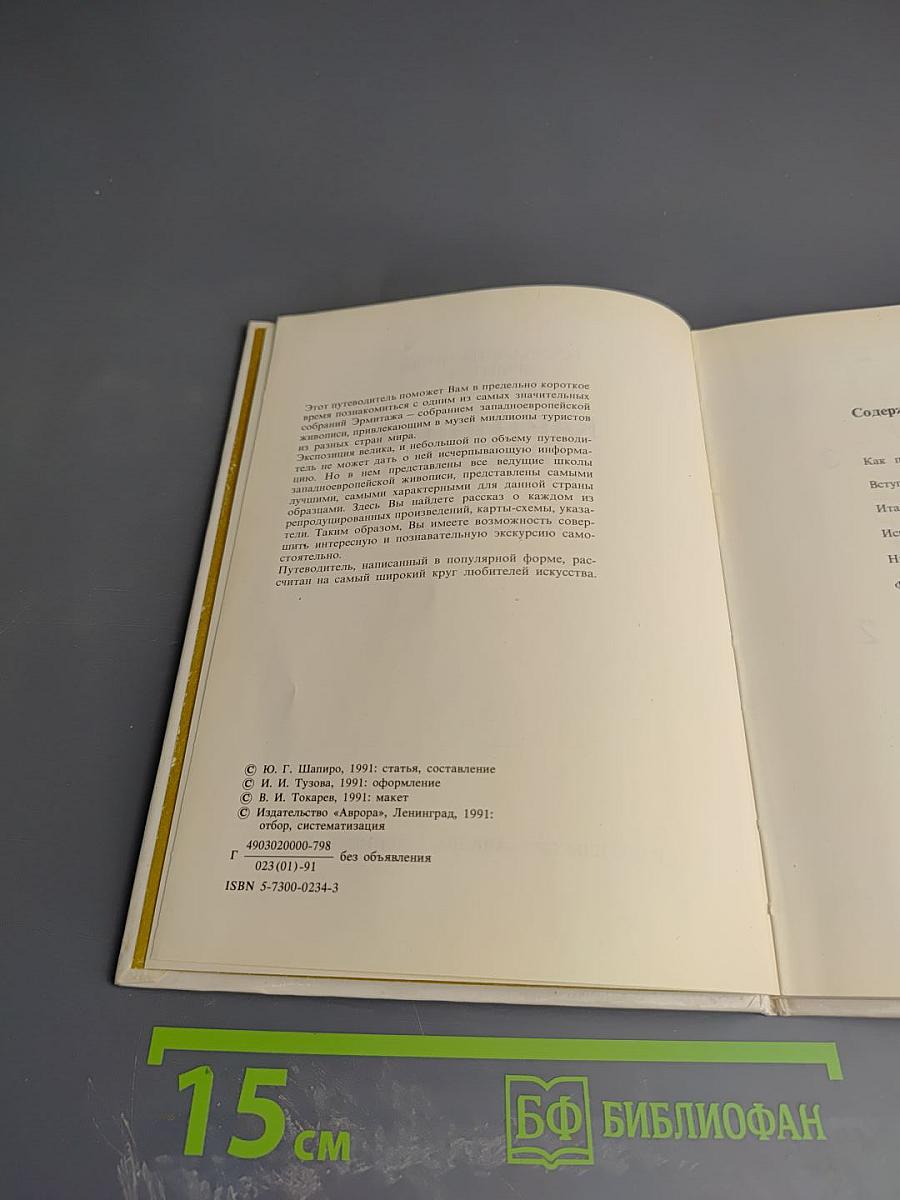 Этот путеводитель поможет Вам в предельно короткое
время познакомиться с одним из самых значительных
собраний Эрмитажа – собранием западноевропейской
живописи, привлекающим в музей миллионы туристов
из разных стран мира.
Экспозиция велика, и небольшой по объему путеводи-
тель не может дать о ней исчерпывающую информа-
цию. Но в нем представлены все ведущие школы
западноевропейской живописи, представлены самыми
лучшими, самыми характерными для данной страны
образцами. Здесь Вы найдете рассказ о каждом из
репродуцированных произведений, карты-схемы, указа-
тели. Таким образом, Вы имеете возможность совер-
шить интересную и познавательную экскурсию само-
стоятельно.
Путеводитель, написанный в популярной форме, рас-
считан на самый широкий круг любителей искусства.
© Ю. Г. Шапиро, 1991: статья, составление
© И. И. Тузова, 1991: оформление
© В. И. Токарев, 1991: макет
© Издательство «Аврора», Ленинград, 1991:
отбор, систематизация
Г 4903020000-798 без объявления
023(01)-91
ISBN 5-7300-0234-3
Содерж
Как п
Вступ
Ита
Ис
Н
15 см
БФ БИБЛИОФАН